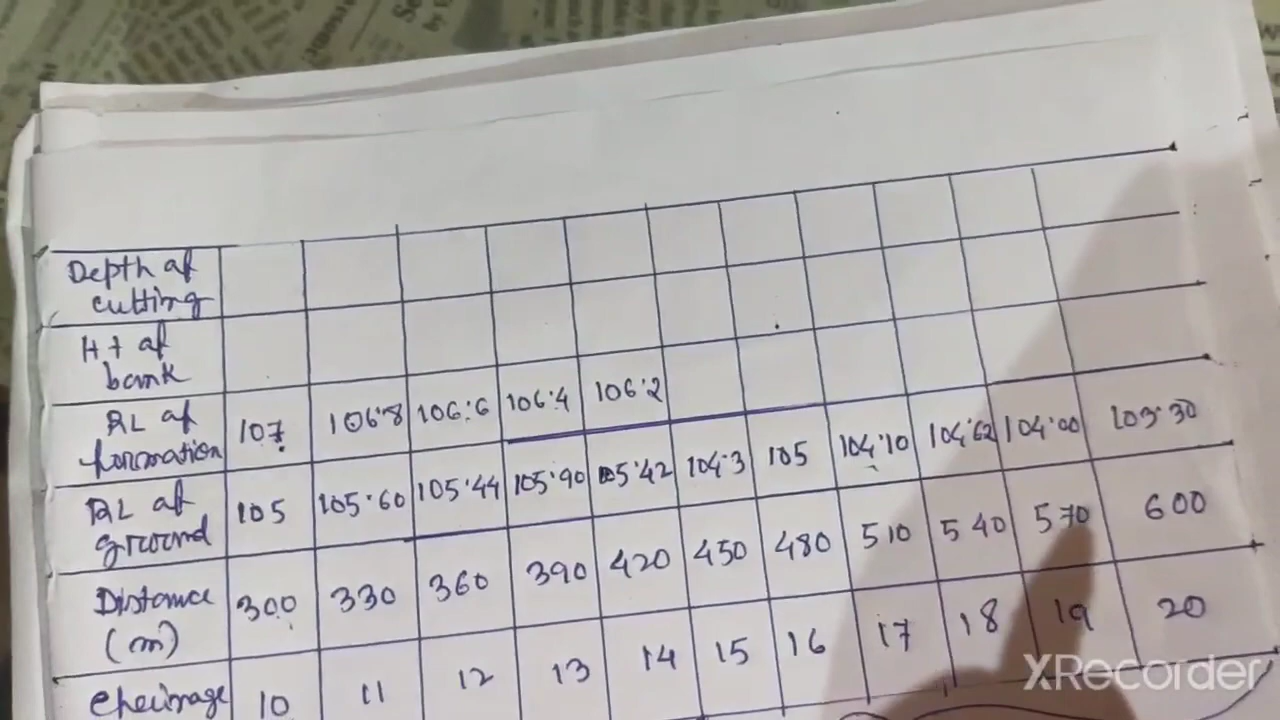 Depth of
cutting
Ht of
bank
RL of
formation 107 106.8 106.6 106.4 106.2
RL of
ground 105 105.60 105.44 105.90 105.42 104.3 105 104.10 104.62 104.00 103.30
Distance
(m) 300 330 360 390 420 450 480 510 540 570 600
Cheinage 10 11 12 13 14 15 16 17 18 19 20
XRecorder